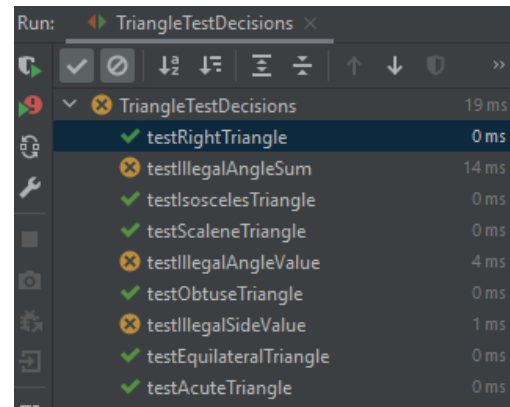 Run: TriangleTestDecisions
TriangleTestDecisions 19 ms
testRightTriangle 0 ms
testIllegalAngleSum 14 ms
testIsoscelesTriangle 0 ms
testScaleneTriangle 0 ms
testIllegalAngleValue 4 ms
testObtuseTriangle 0 ms
testIllegalSideValue 1 ms
testEquilateralTriangle 0 ms
testAcuteTriangle 0 ms